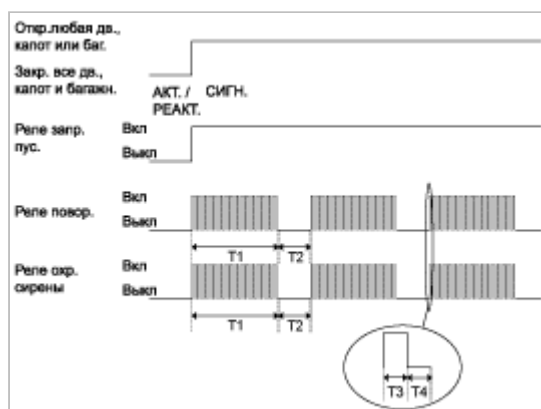 Откр.любая дв.,
капот или баг.
Закр. все дв.,
капот и багажн.
АКТ. / СИГН.
РЕАКТ.
Реле запр.
пус.
Вкл
Выкл
Реле повор.
Вкл
Выкл
T1
T2
Реле охр.
сирены
Вкл
Выкл
T1
T2
T3
T4